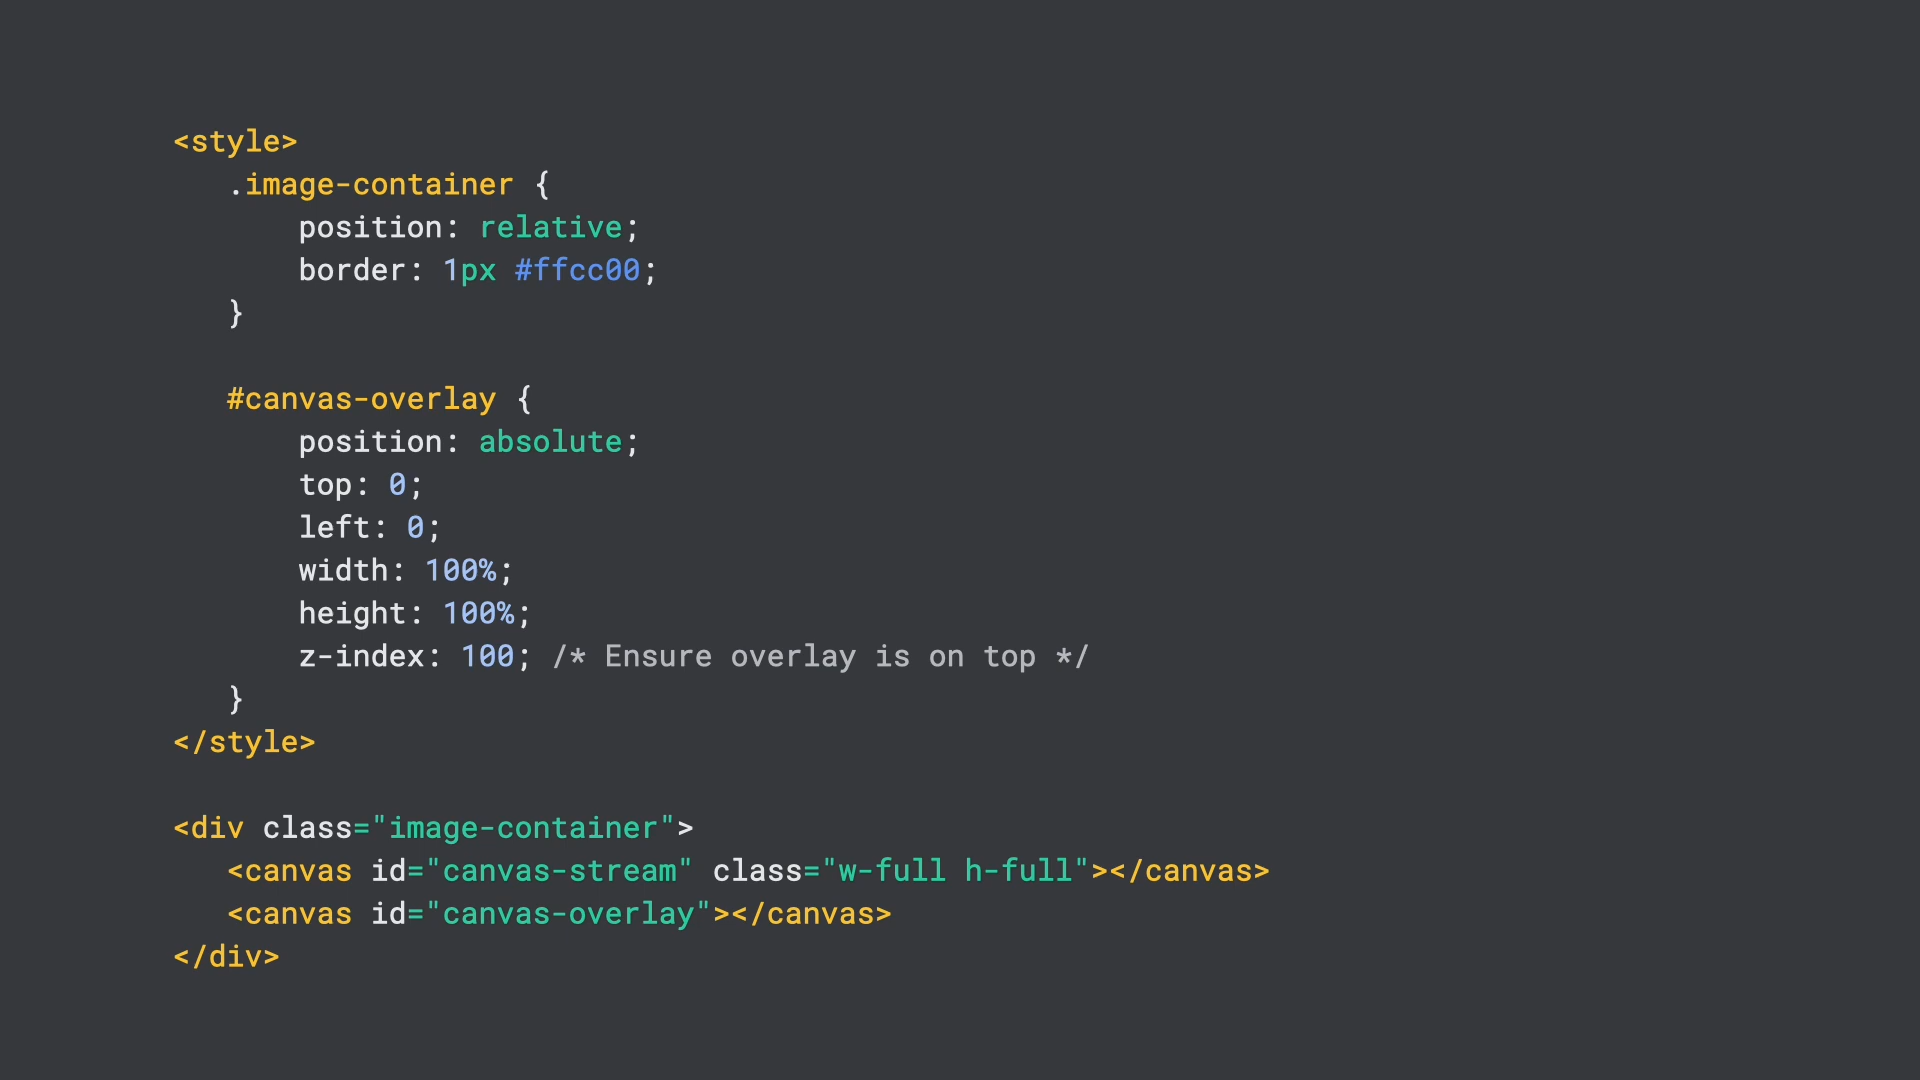 <style>
.image-container {
position: relative;
border: 1px #ffcc00;
}
#canvas-overlay {
position: absolute;
top: 0;
left: 0;
width: 100%;
height: 100%;
z-index: 100; /* Ensure overlay is on top */
}
</style>
<div class="image-container">
<canvas id="canvas-stream" class="w-full h-full"></canvas>
<canvas id="canvas-overlay"></canvas>
</div>